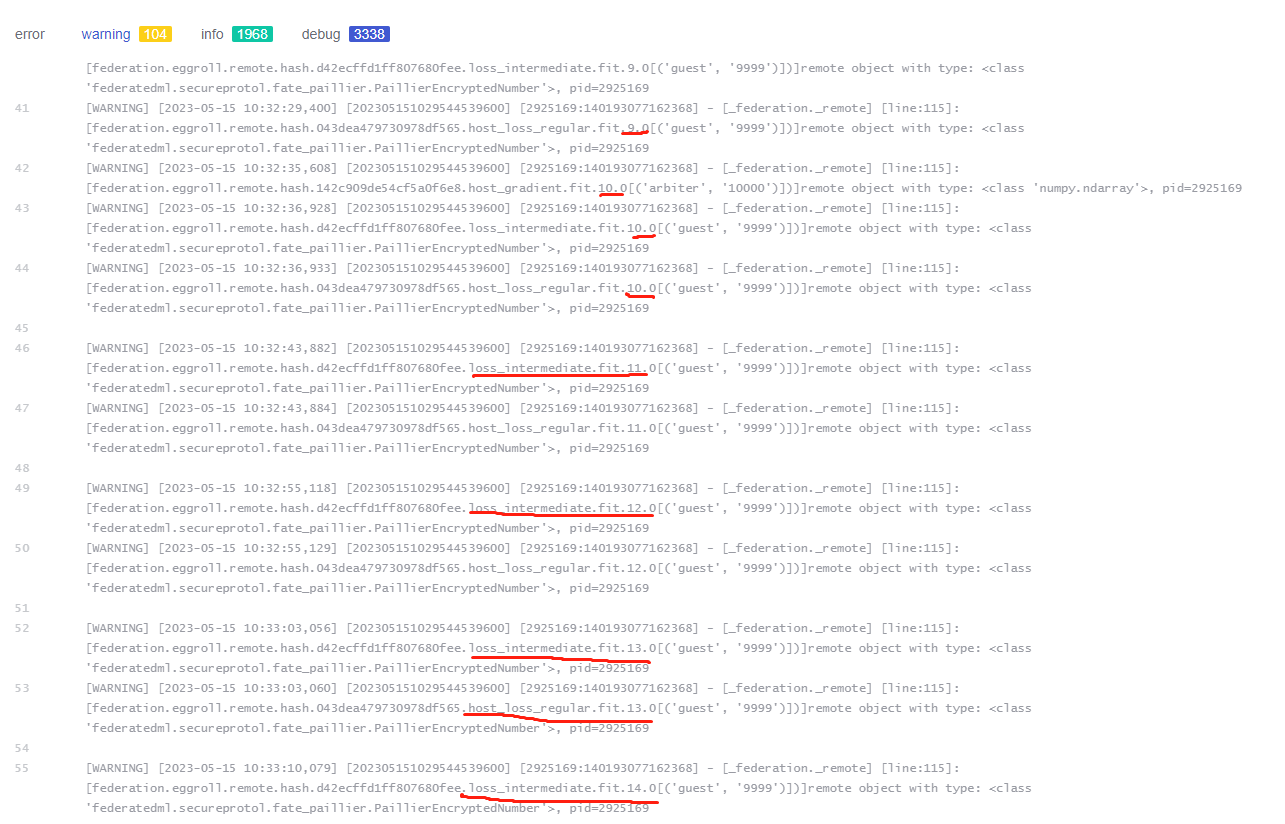 error warning 104 info 1968 debug 3338
[federation.eggroll.remote.hash.d42ecffd1ff807680fee.loss_intermediate.fit.9.0[('guest', '9999')])]remote object with type: <class
'federatedml.secureprotol.fate_paillier.PaillierEncryptedNumber'>, pid=2925169
41 [WARNING] [2023-05-15 10:32:29,400] [202305151029544539600] [2925169:140193077162368] - [_federation._remote] [line:115]:
[federation.eggroll.remote.hash.043dea479730978df565.host_loss_regular.fit.9.0[('guest', '9999')])]remote object with type: <class
'federatedml.secureprotol.fate_paillier.PaillierEncryptedNumber'>, pid=2925169
42 [WARNING] [2023-05-15 10:32:35,608] [202305151029544539600] [2925169:140193077162368] - [_federation._remote] [line:115]:
[federation.eggroll.remote.hash.142c909de54cf5a0f6e8.host_gradient.fit.10.0[('arbiter', '10000')])]remote object with type: <class 'numpy.ndarray'>, pid=2925169
43 [WARNING] [2023-05-15 10:32:36,928] [202305151029544539600] [2925169:140193077162368] - [_federation._remote] [line:115]:
[federation.eggroll.remote.hash.d42ecffd1ff807680fee.loss_intermediate.fit.10.0[('guest', '9999')])]remote object with type: <class
'federatedml.secureprotol.fate_paillier.PaillierEncryptedNumber'>, pid=2925169
44 [WARNING] [2023-05-15 10:32:36,933] [202305151029544539600] [2925169:140193077162368] - [_federation._remote] [line:115]:
[federation.eggroll.remote.hash.043dea479730978df565.host_loss_regular.fit.10.0[('guest', '9999')])]remote object with type: <class
'federatedml.secureprotol.fate_paillier.PaillierEncryptedNumber'>, pid=2925169
45
46 [WARNING] [2023-05-15 10:32:43,882] [202305151029544539600] [2925169:140193077162368] - [_federation._remote] [line:115]:
[federation.eggroll.remote.hash.d42ecffd1ff807680fee.loss_intermediate.fit.11.0[('guest', '9999')])]remote object with type: <class
'federatedml.secureprotol.fate_paillier.PaillierEncryptedNumber'>, pid=2925169
47 [WARNING] [2023-05-15 10:32:43,884] [202305151029544539600] [2925169:140193077162368] - [_federation._remote] [line:115]:
[federation.eggroll.remote.hash.043dea479730978df565.host_loss_regular.fit.11.0[('guest', '9999')])]remote object with type: <class
'federatedml.secureprotol.fate_paillier.PaillierEncryptedNumber'>, pid=2925169
48
49 [WARNING] [2023-05-15 10:32:55,118] [202305151029544539600] [2925169:140193077162368] - [_federation._remote] [line:115]:
[federation.eggroll.remote.hash.d42ecffd1ff807680fee.loss_intermediate.fit.12.0[('guest', '9999')])]remote object with type: <class
'federatedml.secureprotol.fate_paillier.PaillierEncryptedNumber'>, pid=2925169
50 [WARNING] [2023-05-15 10:32:55,129] [202305151029544539600] [2925169:140193077162368] - [_federation._remote] [line:115]:
[federation.eggroll.remote.hash.043dea479730978df565.host_loss_regular.fit.12.0[('guest', '9999')])]remote object with type: <class
'federatedml.secureprotol.fate_paillier.PaillierEncryptedNumber'>, pid=2925169
51
52 [WARNING] [2023-05-15 10:33:03,056] [202305151029544539600] [2925169:140193077162368] - [_federation._remote] [line:115]:
[federation.eggroll.remote.hash.d42ecffd1ff807680fee.loss_intermediate.fit.13.0[('guest', '9999')])]remote object with type: <class
'federatedml.secureprotol.fate_paillier.PaillierEncryptedNumber'>, pid=2925169
53 [WARNING] [2023-05-15 10:33:03,060] [202305151029544539600] [2925169:140193077162368] - [_federation._remote] [line:115]:
[federation.eggroll.remote.hash.043dea479730978df565.host_loss_regular.fit.13.0[('guest', '9999')])]remote object with type: <class
'federatedml.secureprotol.fate_paillier.PaillierEncryptedNumber'>, pid=2925169
54
55 [WARNING] [2023-05-15 10:33:10,079] [202305151029544539600] [2925169:140193077162368] - [_federation._remote] [line:115]:
[federation.eggroll.remote.hash.d42ecffd1ff807680fee.loss_intermediate.fit.14.0[('guest', '9999')])]remote object with type: <class
'federatedml.secureprotol.fate_paillier.PaillierEncryptedNumber'>, pid=2925169